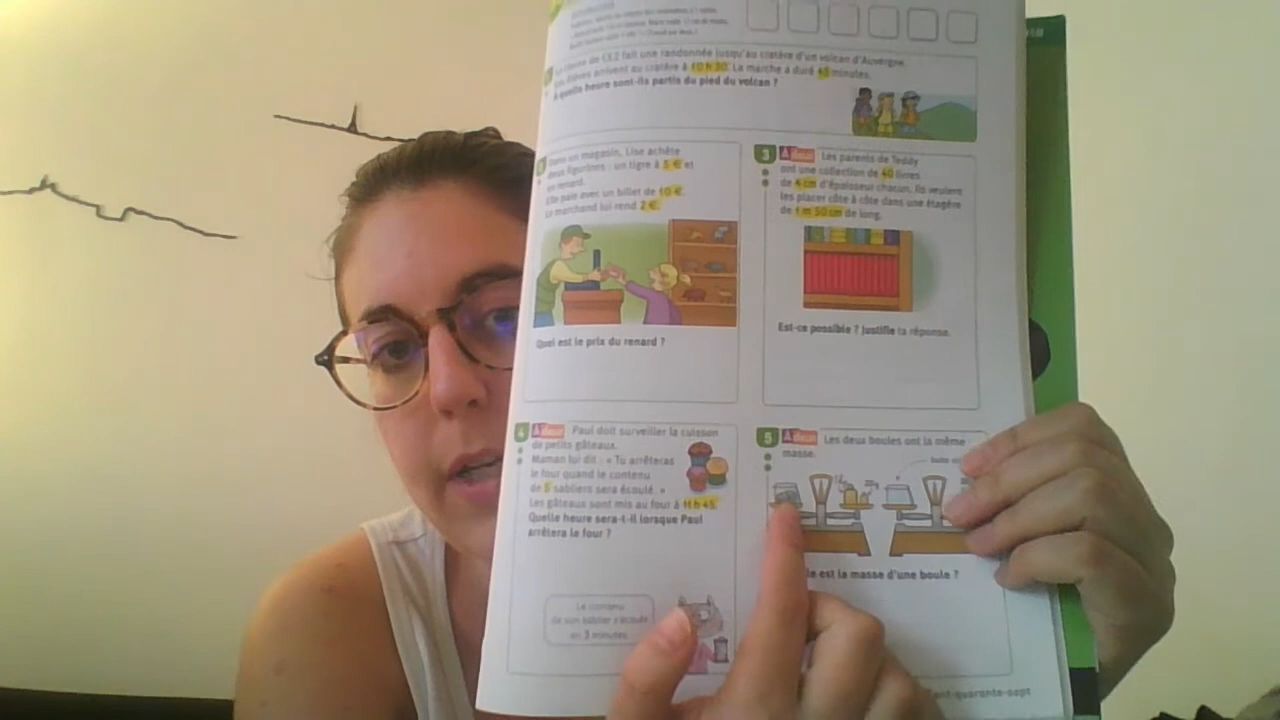 classe de CE2 fait une randonnée jusqu'au cratère d'un volcan d'Auvergne.
élèves arrivent au cratère à 10 h 30. La marche a duré 45 minutes.
À quelle heure sont-ils partis du pied du volcan ?
Dans un magasin, Lise achète
deux figurines : un tigre à 5 € et
un renard.
Elle paie avec un billet de 10 €.
Le marchand lui rend 2 €.
Quel est le prix du renard ?
3 À deux Les parents de Teddy
ont une collection de 40 livres
de 4 cm d'épaisseur chacun. Ils veulent
les placer côte à côte dans une étagère
de 1 m 50 cm de long.
Est-ce possible ? Justifie ta réponse.
4 À deux Paul doit surveiller la cuisson
de petits gâteaux.
Maman lui dit : « Tu arrêteras
le four quand le contenu
de 5 sabliers sera écoulé. »
Les gâteaux sont mis au four à
Quelle heure sera-t-il lorsque Paul
arrêtera le four ?
Le contenu
de mon sablier s'écoule
en 3 minutes
5 À deux Les deux boules ont la même
masse.
le est la masse d'une boule ?
ent-quarante-sept